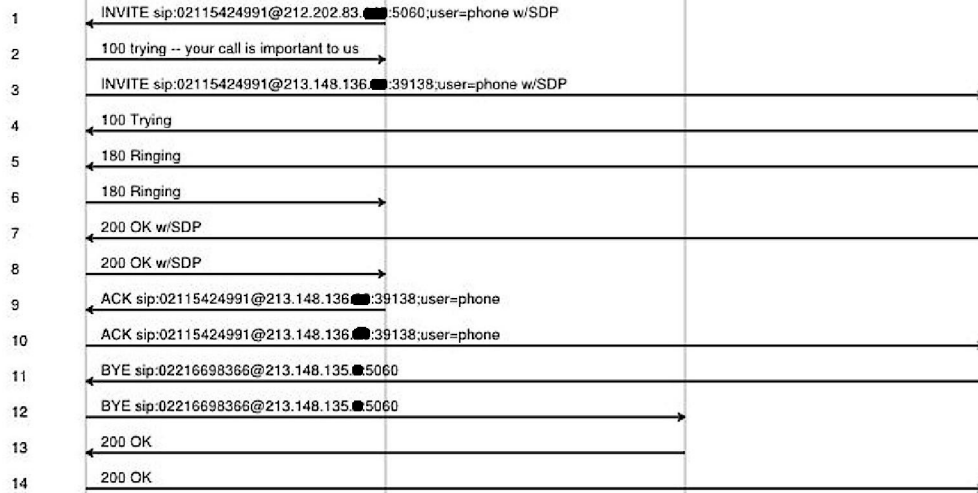 1 INVITE sip:02115424991@212.202.83. :5060;user=phone w/SDP
2 100 trying -- your call is important to us
3 INVITE sip:02115424991@213.148.136. :39138;user=phone w/SDP
4 100 Trying
5 180 Ringing
6 180 Ringing
7 200 OK w/SDP
8 200 OK w/SDP
9 ACK sip:02115424991@213.148.136. :39138;user=phone
10 ACK sip:02115424991@213.148.136. :39138;user=phone
11 BYE sip:02216698366@213.148.135. :5060
12 BYE sip:02216698366@213.148.135. :5060
13 200 OK
14 200 OK